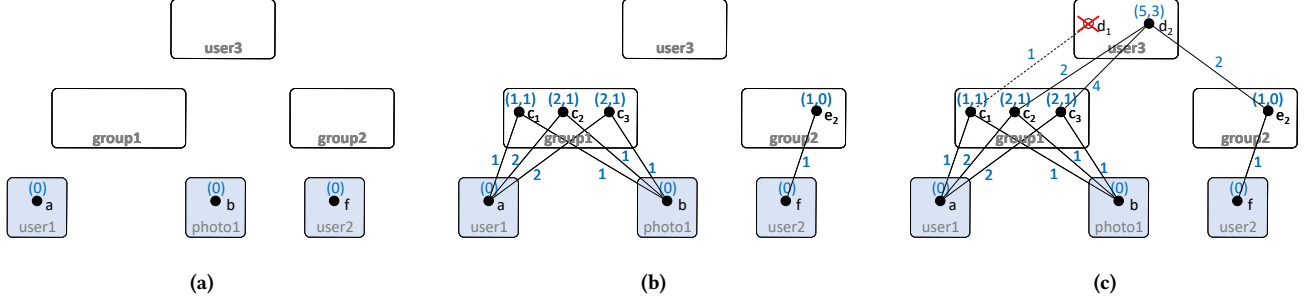 user3
group1
group2
(0)
a
user1
(0)
b
photo1
(0)
f
user2
(a)
user3
(1,1)
(2,1)
(2,1)
c1
c2
c3
group1
(1,0)
e2
group2
1
2
2
1
1
1
(0)
a
user1
(0)
b
photo1
(0)
f
user2
(b)
(5,3)
d1
d2
user3
1
2
4
2
(1,1)
(2,1)
(2,1)
c1
c2
c3
group1
(1,0)
e2
group2
1
2
2
1
1
1
1
(0)
a
user1
(0)
b
photo1
(0)
f
user2
(c)